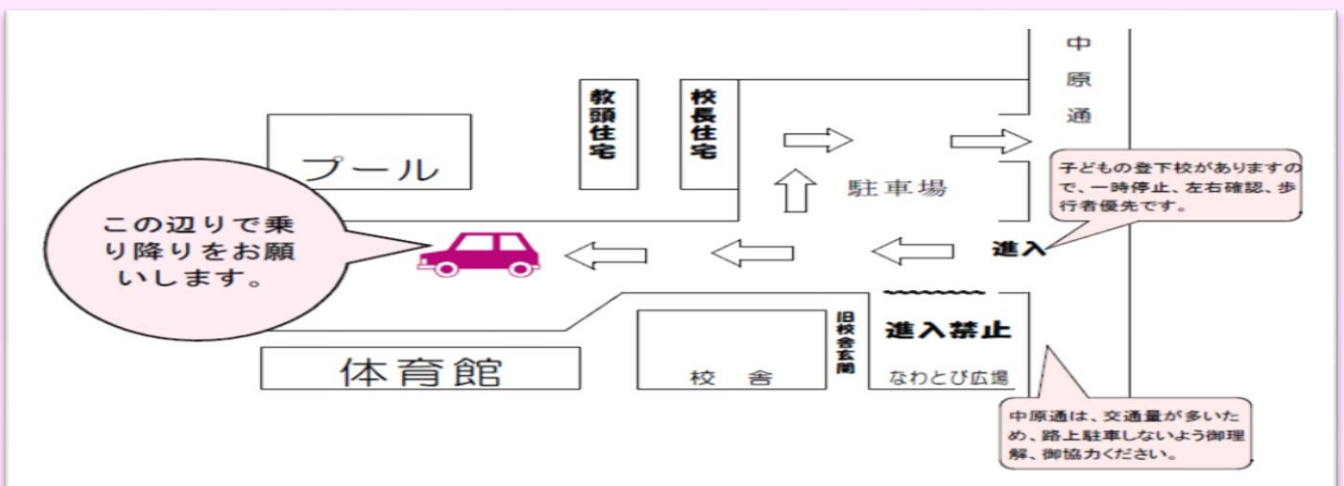 中原通
教頭住宅
校長住宅
プール
駐車場
子どもの登下校がありますの
で、一時停止、左右確認、歩
行者優先です。
この辺りで乗
り降りをお願
いします。
進入
旧校舎玄関
進入禁止
体育館
校 舎
なわとび広場
中原通は、交通量が多いた
め、路上駐車しないよう御理
解、御協力ください。